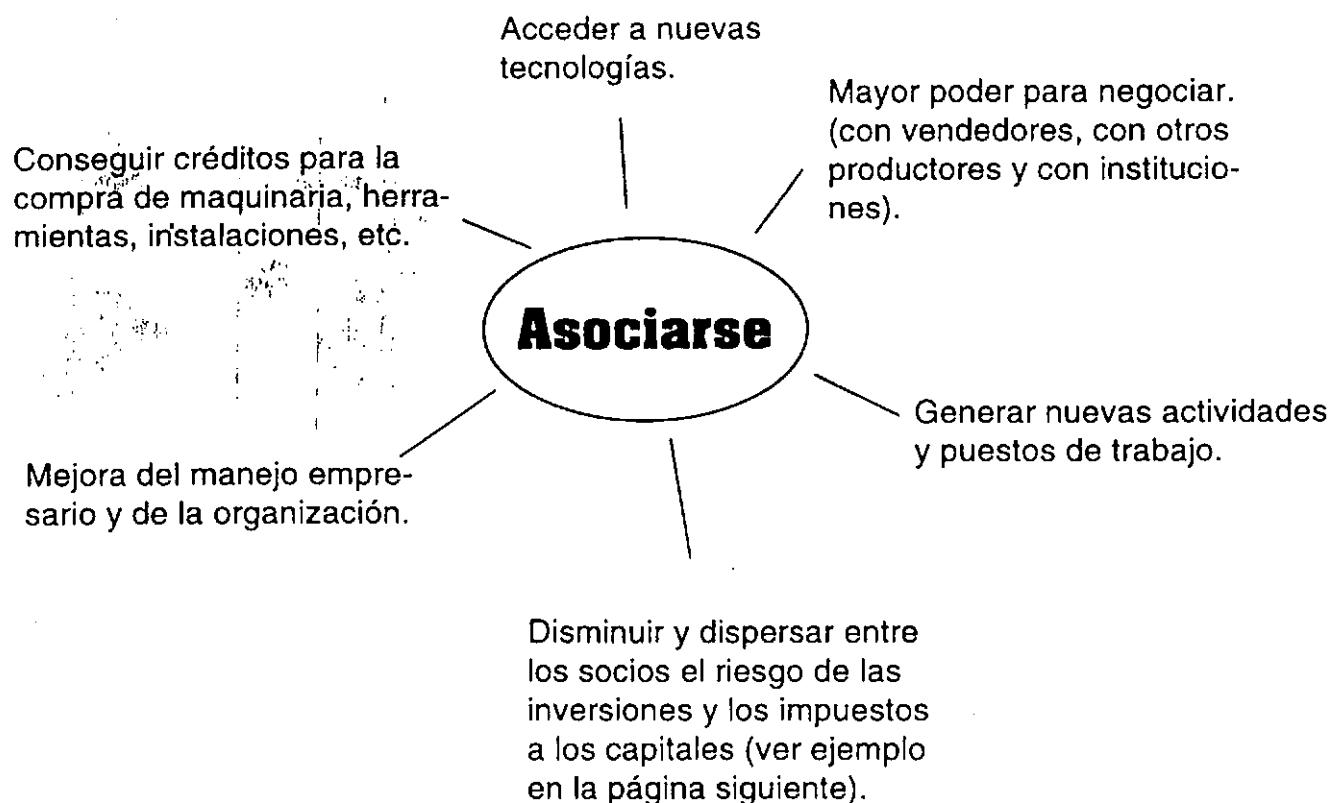 Acceder a nuevas
tecnologías.
Mayor poder para negociar.
(con vendedores, con otros
productores y con institucio-
nes).
Conseguir créditos para la
compra de maquinaria, herra-
mientas, instalaciones, etc.
Asociarse
Generar nuevas actividades
y puestos de trabajo.
Mejora del manejo empre-
sario y de la organización.
Disminuir y dispersar entre
los socios el riesgo de las
inversiones y los impuestos
a los capitales (ver ejemplo
en la página siguiente).